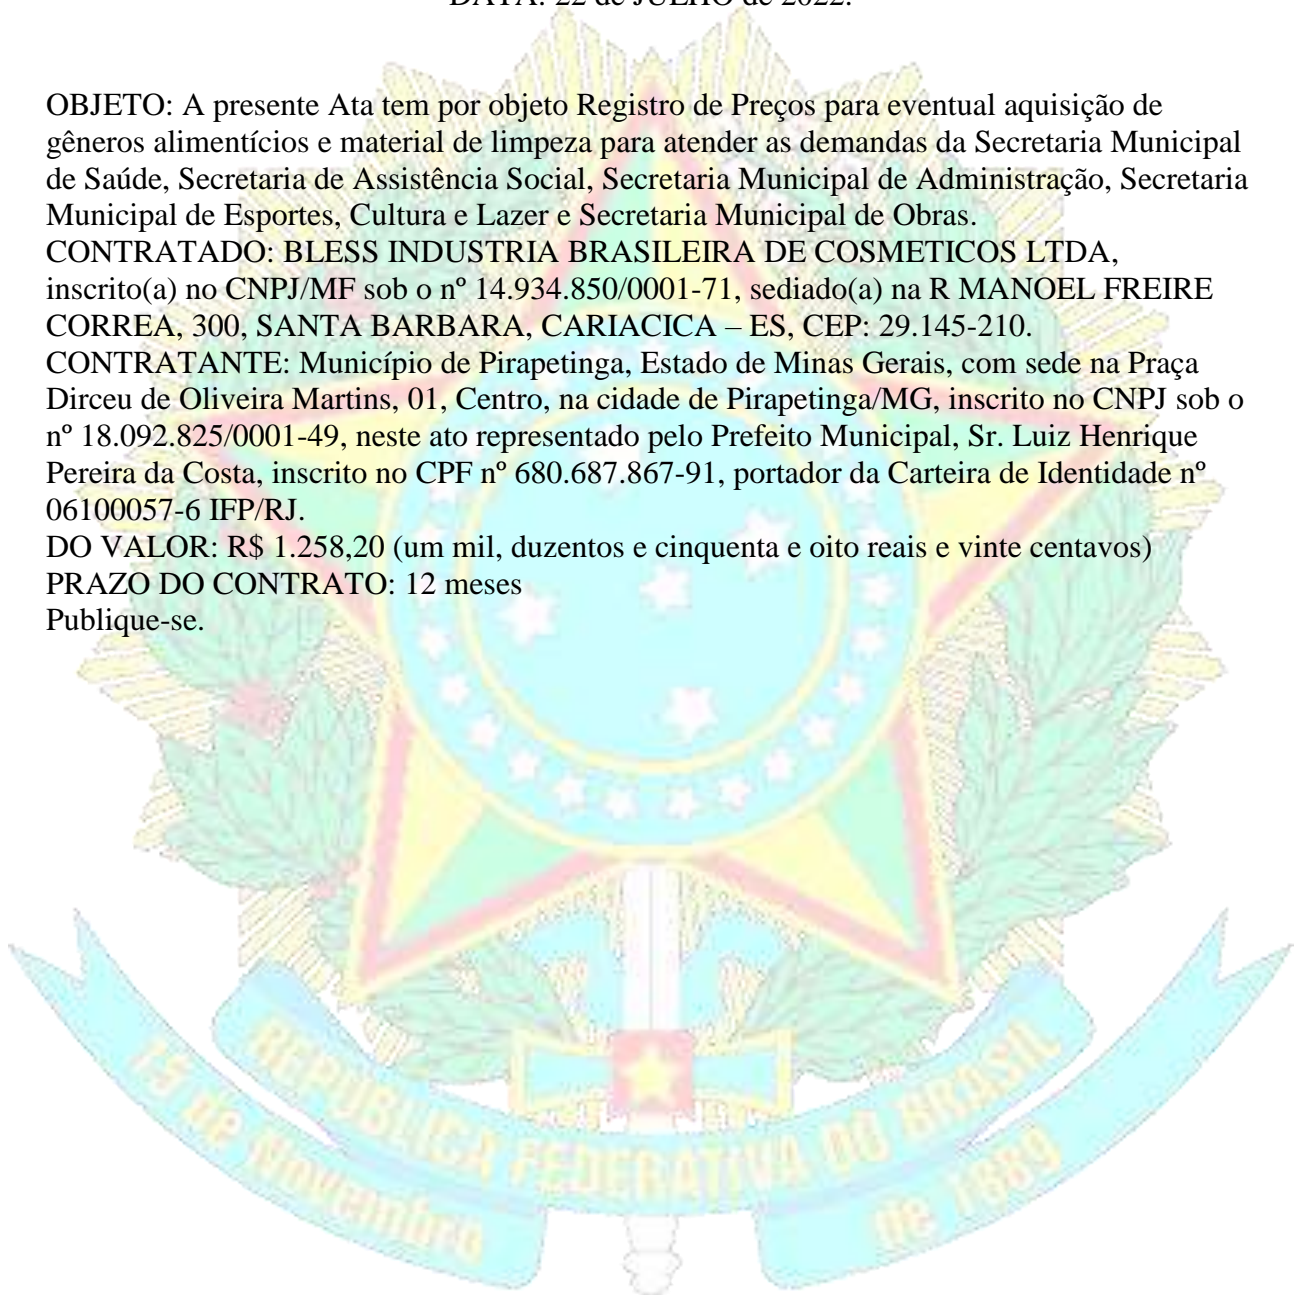 DATA: 22 de JULHO de 2022.
OBJETO: A presente Ata tem por objeto Registro de Preços para eventual aquisição de
gêneros alimentícios e material de limpeza para atender as demandas da Secretaria Municipal
de Saúde, Secretaria de Assistência Social, Secretaria Municipal de Administração, Secretaria
Municipal de Esportes, Cultura e Lazer e Secretaria Municipal de Obras.
CONTRATADO: BLESS INDUSTRIA BRASILEIRA DE COSMETICOS LTDA,
inscrito(a) no CNPJ/MF sob o nº 14.934.850/0001-71, sediado(a) na R MANOEL FREIRE
CORREA, 300, SANTA BARBARA, CARIACICA – ES, CEP: 29.145-210.
CONTRATANTE: Município de Pirapetinga, Estado de Minas Gerais, com sede na Praça
Dirceu de Oliveira Martins, 01, Centro, na cidade de Pirapetinga/MG, inscrito no CNPJ sob o
nº 18.092.825/0001-49, neste ato representado pelo Prefeito Municipal, Sr. Luiz Henrique
Pereira da Costa, inscrito no CPF nº 680.687.867-91, portador da Carteira de Identidade nº
06100057-6 IFP/RJ.
DO VALOR: R$ 1.258,20 (um mil, duzentos e cinquenta e oito reais e vinte centavos)
PRAZO DO CONTRATO: 12 meses
Publique-se.
REPÚBLICA FEDERATIVA DO BRASIL
15 de Novembro de 1889